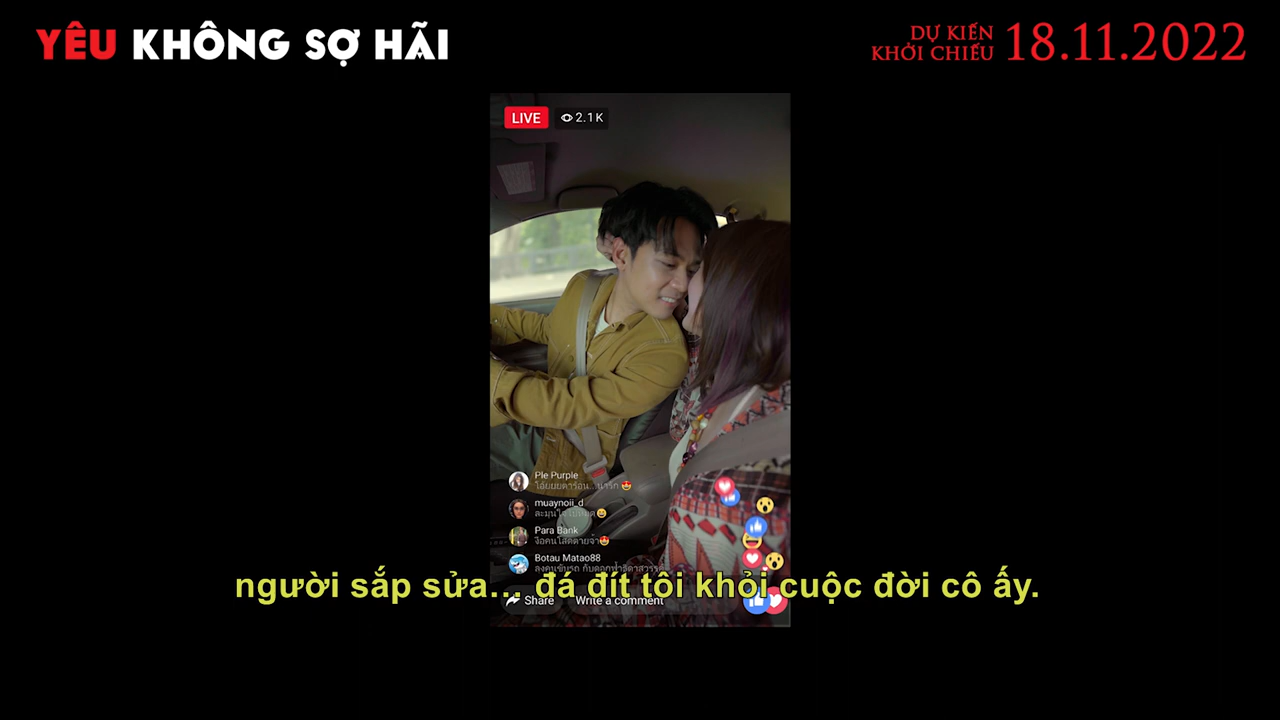 YÊU KHÔNG SỢ HÃI
DỰ KIẾN
KHỞI CHIẾU 18.11.2022
LIVE 2.1K
Ple Purple
muaynoii_d
Para Bank
Botau Matao88
người sắp sửa... đá đít tôi khỏi cuộc đời cô ấy.
Share Write a comment